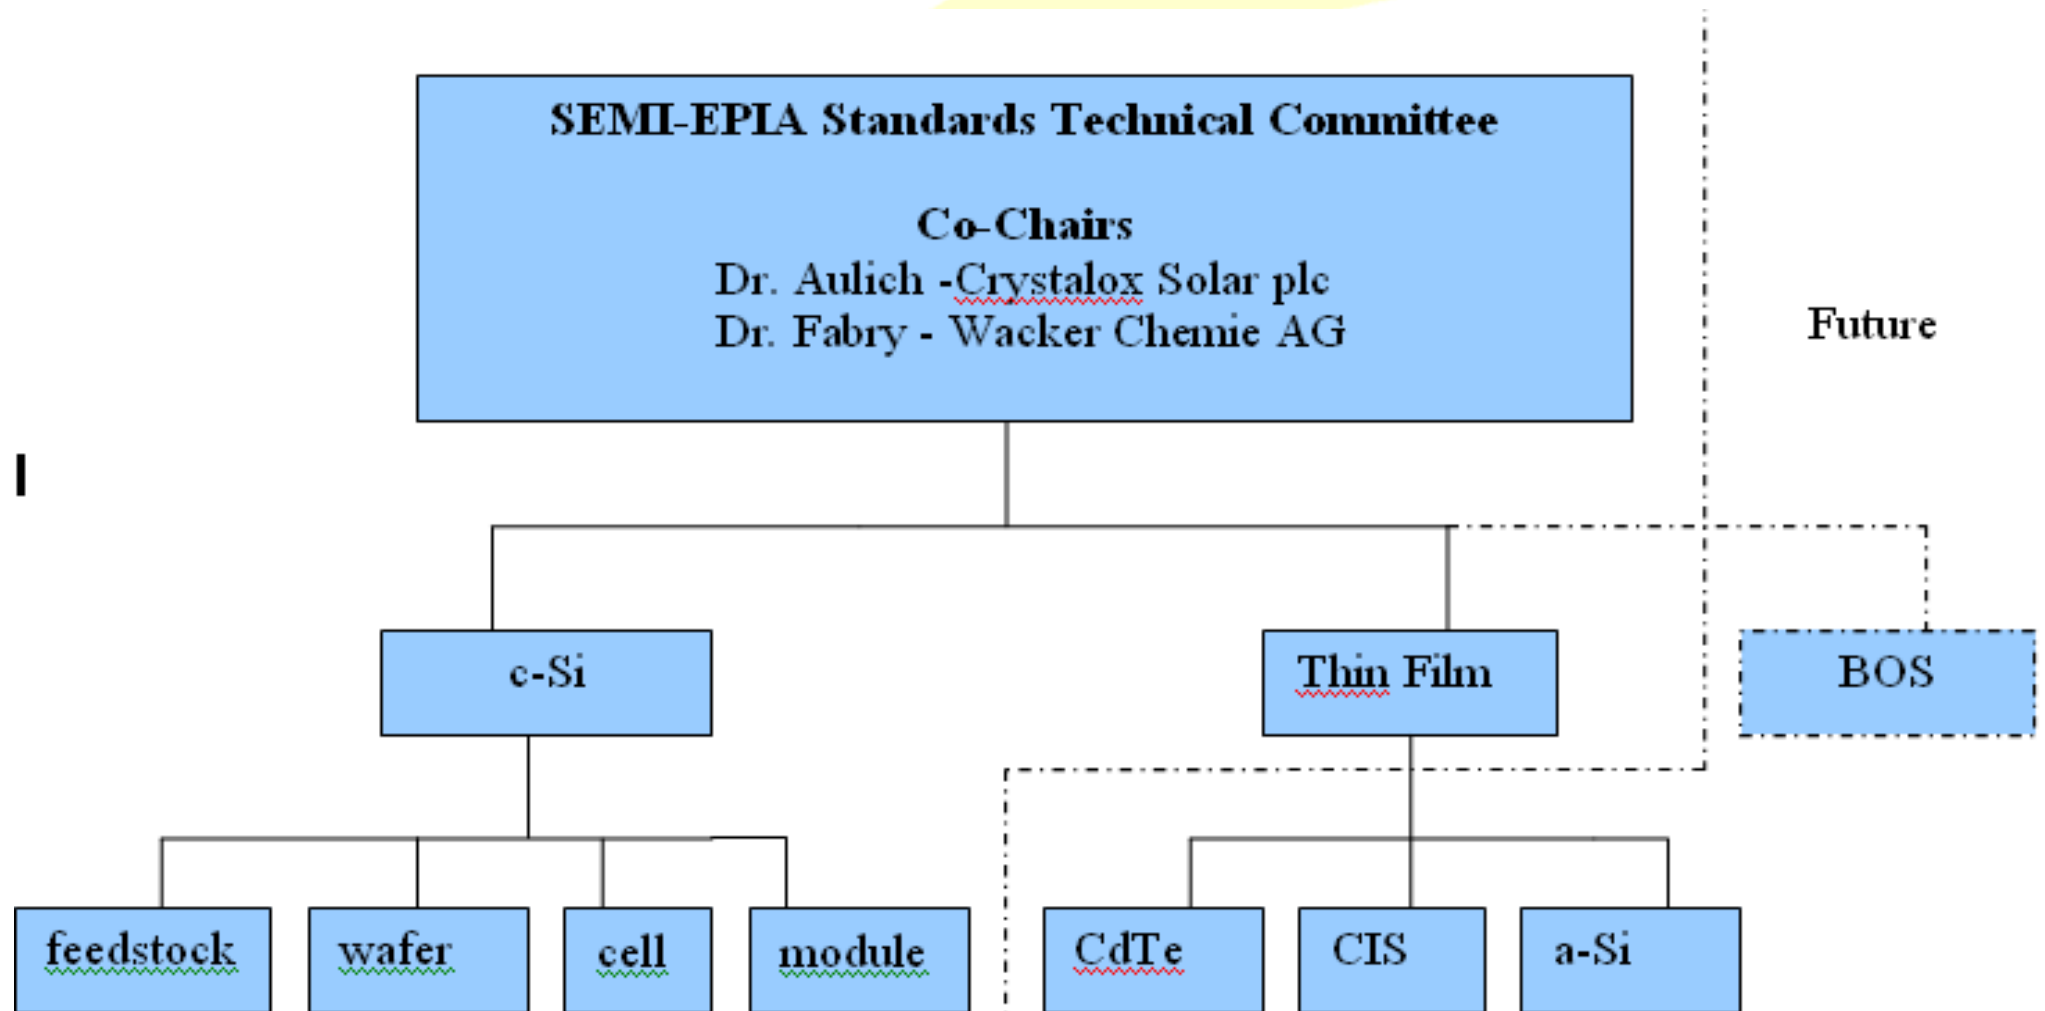 SEMI-EPIA Standards Technical Committee
Co-Chairs
Dr. Aulich -Crystalox Solar plc
Dr. Fabry - Wacker Chemie AG
Future
I
c-Si
Thin Film
BOS
feedstock
wafer
cell
module
CdTe
CIS
a-Si